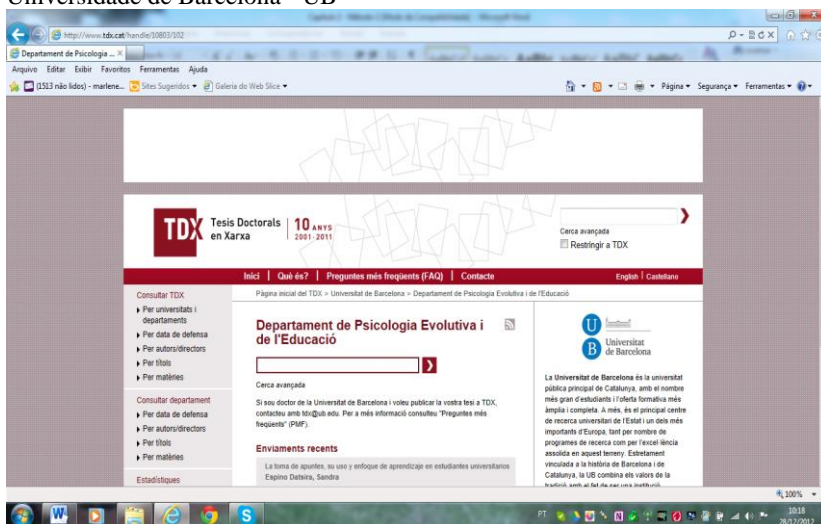 Universidade de Barcelona - UB
http://www.tdx.cat/handle/10803/102
Departament de Psicologia ...
Arquivo Editar Exibir Favoritos Ferramentas Ajuda
(1513 não lidos) - marlene... Sites Sugeridos Galeria do Web Slice Página Segurança Ferramentas
TDX Tesis Doctorals en Xarxa 10 ANYS 2001-2011
Cerca avançada
Restringir a TDX
Inici | Què és? | Preguntes més freqüents (FAQ) | Contacte English | Castellano
Pàgina inicial del TDX > Universitat de Barcelona > Departament de Psicologia Evolutiva i de l'Educació
Consultar TDX
Per universitats i
departaments
Per data de defensa
Per autors/directors
Per títols
Per matèries
Consultar departament
Per data de defensa
Per autors/directors
Per títols
Per matèries
Estadístiques
Departament de Psicologia Evolutiva i
de l'Educació
Cerca avançada
Si sou doctor de la Universitat de Barcelona i voleu publicar la vostra tesi a TDX,
contacteu amb tdx@ub.edu. Per a més informació consulteu "Preguntes més
freqüents" (PMF).
Enviaments recents
La toma de apuntes, su uso y enfoque de aprendizaje en estudiantes universitarios
Espino Datsira, Sandra
U B
Universitat
de Barcelona
La Universitat de Barcelona és la universitat
pública principal de Catalunya, amb el nombre
més gran d'estudiants i l'oferta formativa més
àmplia i completa. A més, és el principal centre
de recerca universitari de l'Estat i un dels més
importants d'Europa, tant per nombre de
programes de recerca com per l'excel·lència
assolida en aquest terreny. Estretament
vinculada a la història de Barcelona i de
Catalunya, la UB combina els valors de la
tradició amb el fet de ser una institució
100%
PT 10:18
28/12/2012